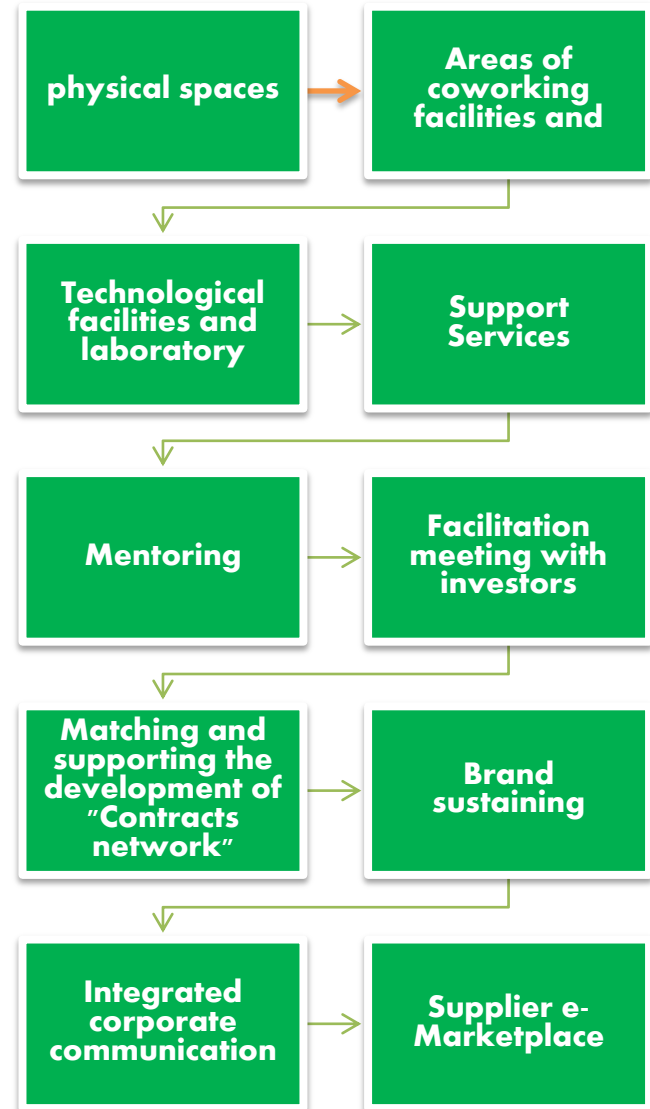 physical spaces
Areas of
coworking
facilities and
Technological
facilities and
laboratory
Support
Services
Mentoring
Facilitation
meeting with
investors
Matching and
supporting the
development of
"Contracts
network"
Brand
sustaining
Integrated
corporate
communication
Supplier e-
Marketplace